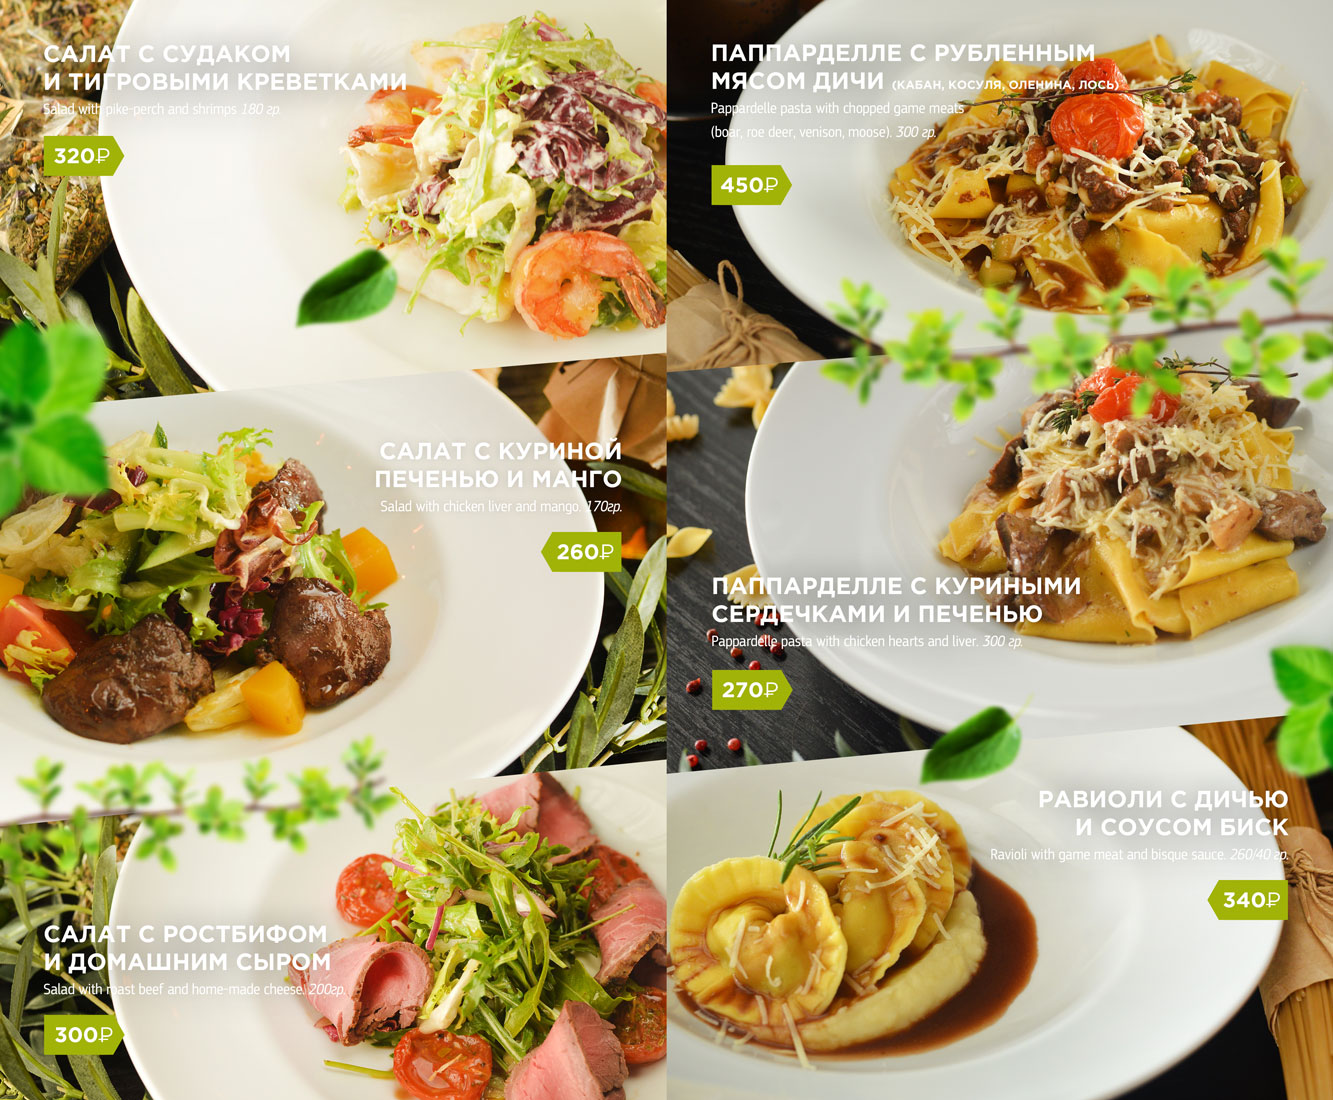 САЛАТ С СУДАКОМ
И ТИГРОВЫМИ КРЕВЕТКАМИ
Salad with pike-perch and shrimps 180 гр.
320₽
САЛАТ С КУРИНОЙ
ПЕЧЕНЬЮ И МАНГО
Salad with chicken liver and mango. 170гр.
260₽
САЛАТ С РОСТБИФОМ
И ДОМАШНИМ СЫРОМ
Salad with roast beef and home-made cheese. 200гр.
300₽
ПАППАРДЕЛЛЕ С РУБЛЕННЫМ
МЯСОМ ДИЧИ (КАБАН, КОСУЛЯ, ОЛЕНИНА, ЛОСЬ)
Pappardelle pasta with chopped game meats
(boar, roe deer, venison, moose). 300 гр.
450₽
ПАППАРДЕЛЛЕ С КУРИНЫМИ
СЕРДЕЧКАМИ И ПЕЧЕНЬЮ
Pappardelle pasta with chicken hearts and liver. 300 гр.
270₽
РАВИОЛИ С ДИЧЬЮ
И СОУСОМ БИСК
Ravioli with game meat and bisque sauce. 260/40 гр.
340₽